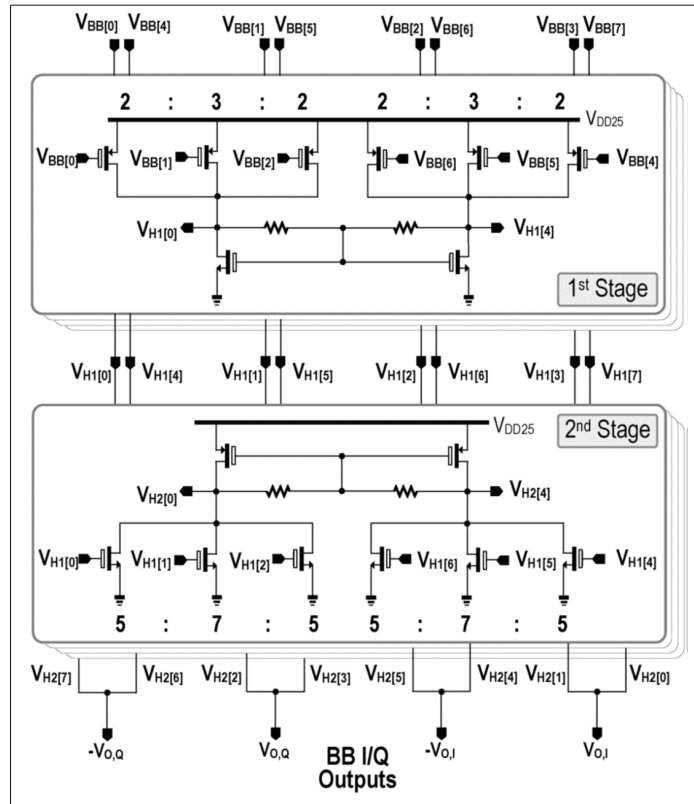 VBB[0] VBB[4] VBB[1] VBB[5] VBB[2] VBB[6] VBB[3] VBB[7]
2 : 3 : 2 2 : 3 : 2
VDD25
VBB[0] VBB[1] VBB[2] VBB[6] VBB[5] VBB[4]
VH1[0] VH1[4]
1st Stage
VH1[0] VH1[4] VH1[1] VH1[5] VH1[2] VH1[6] VH1[3] VH1[7]
VDD25 2nd Stage
VH2[0] VH2[4]
VH1[0] VH1[1] VH1[2] VH1[6] VH1[5] VH1[4]
5 : 7 : 5 5 : 7 : 5
VH2[7] VH2[6] VH2[2] VH2[3] VH2[5] VH2[4] VH2[1] VH2[0]
-VO,Q VO,Q -VO,I VO,I
BB I/Q
Outputs